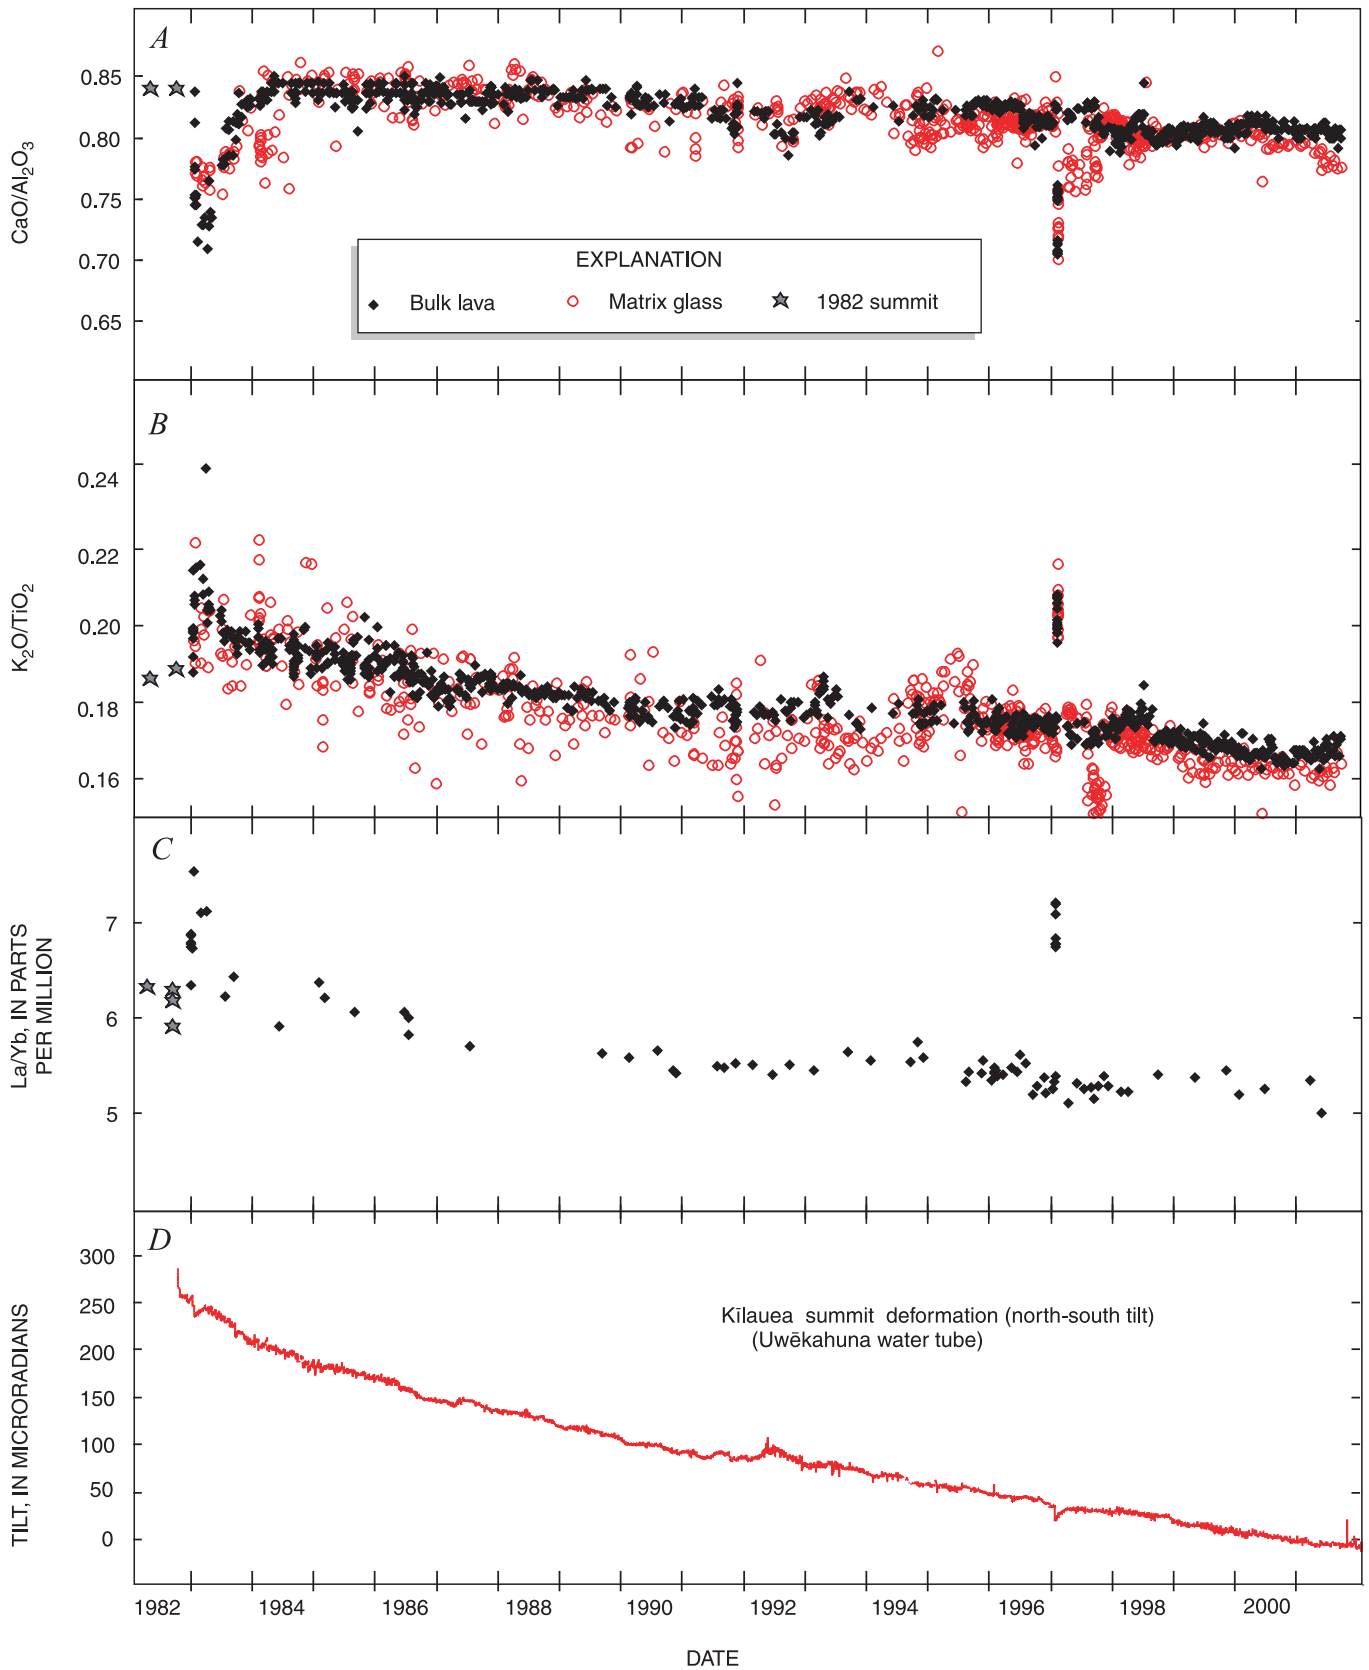 A
0.85
0.80
0.75
0.70
0.65
CaO/Al₂O₃
EXPLANATION
Bulk lava
Matrix glass
1982 summit
B
0.24
0.22
0.20
0.18
0.16
K₂O/TiO₂
C
7
6
5
La/Yb, IN PARTS
PER MILLION
D
300
250
200
150
100
50
0
TILT, IN MICRORADIANS
Kīlauea summit deformation (north-south tilt)
(Uwēkahuna water tube)
1982 1984 1986 1988 1990 1992 1994 1996 1998 2000
DATE